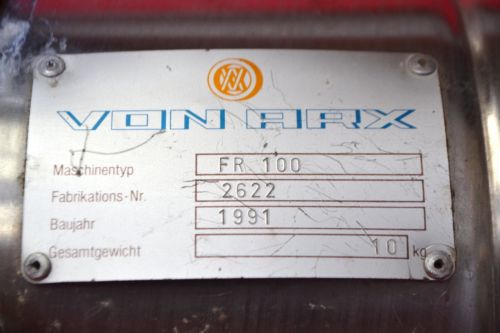 VON ARX
Maschinentyp FR 100
Fabrikations-Nr. 2622
Baujahr 1991
Gesamtgewicht 10 kg